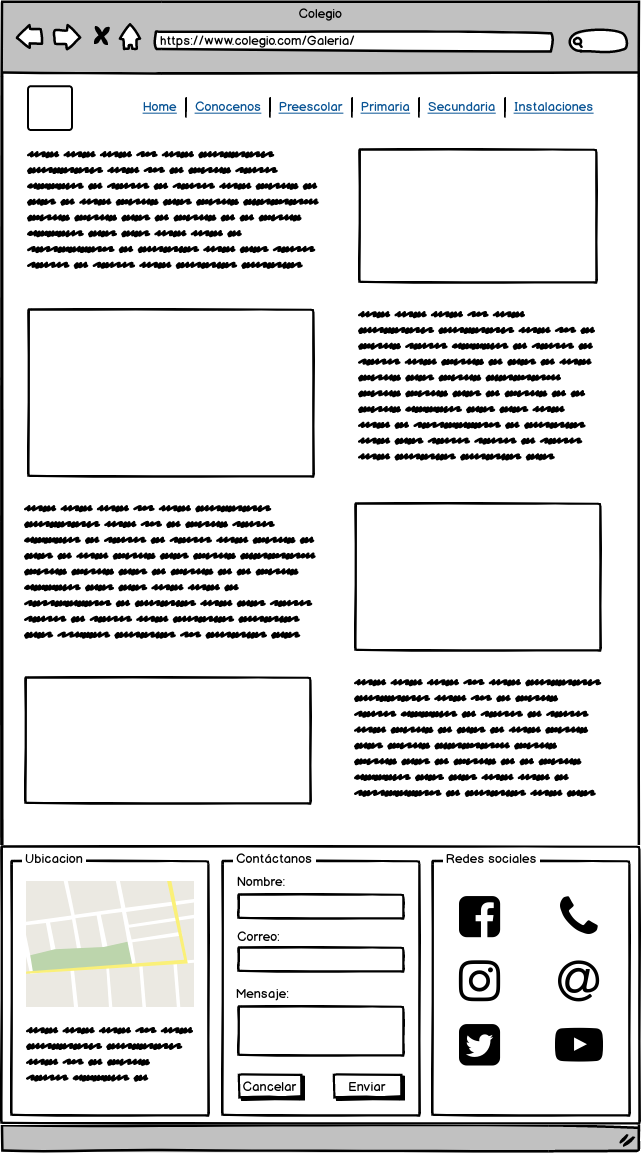 Colegio
https://www.colegio.com/Galeria/
Home Conocenos Preescolar Primaria Secundaria Instalaciones
Ubicacion
Contáctanos
Nombre:
Correo:
Mensaje:
Cancelar Enviar
Redes sociales